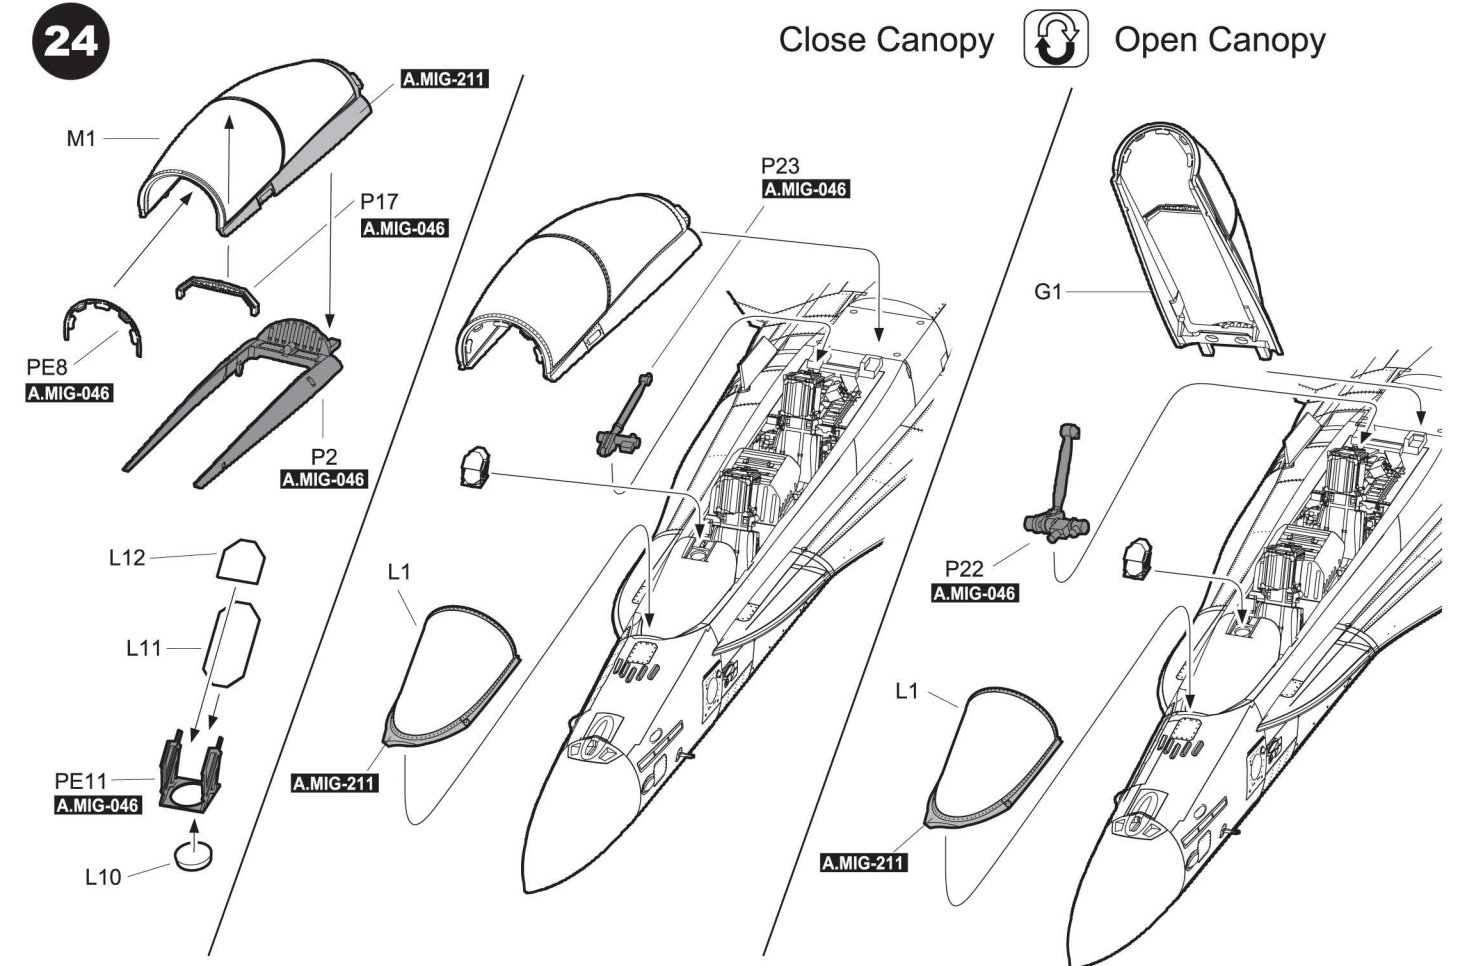 24
Close Canopy
Open Canopy
A.MIG-211
M1
P17
A.MIG-046
PE8
A.MIG-046
P2
A.MIG-046
L12
L11
PE11
A.MIG-046
L10
P23
A.MIG-046
L1
A.MIG-211
G1
P22
A.MIG-046
L1
A.MIG-211